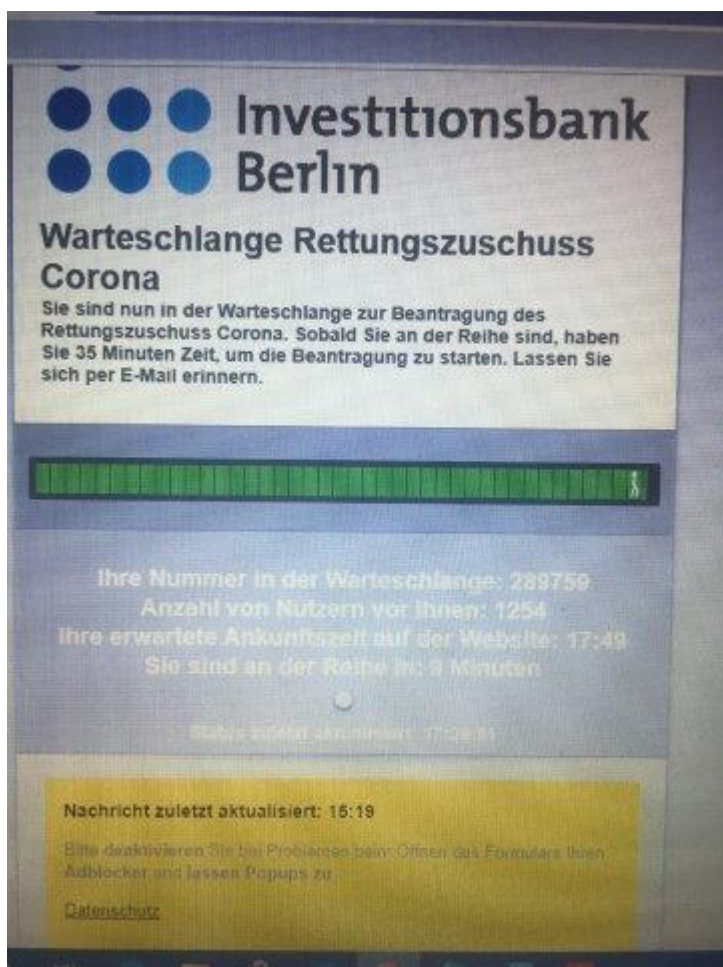 Investitionsbank
Berlin
Warteschlange Rettungszuschuss
Corona
Sie sind nun in der Warteschlange zur Beantragung des
Rettungszuschuss Corona. Sobald Sie an der Reihe sind, haben
Sie 35 Minuten Zeit, um die Beantragung zu starten. Lassen Sie
sich per E-Mail erinnern.
Ihre Nummer in der Warteschlange: 289759
Anzahl von Nutzern vor Ihnen: 1254
Ihre erwartete Ankunftszeit auf der Website: 17:49
Sie sind an der Reihe in: 9 Minuten
Status zuletzt aktualisiert:
Nachricht zuletzt aktualisiert: 15:19
Bitte deaktivieren Sie bei Problemen beim Öffnen des Formulars Ihren
Adblocker und lassen Popups zu
Datenschutz